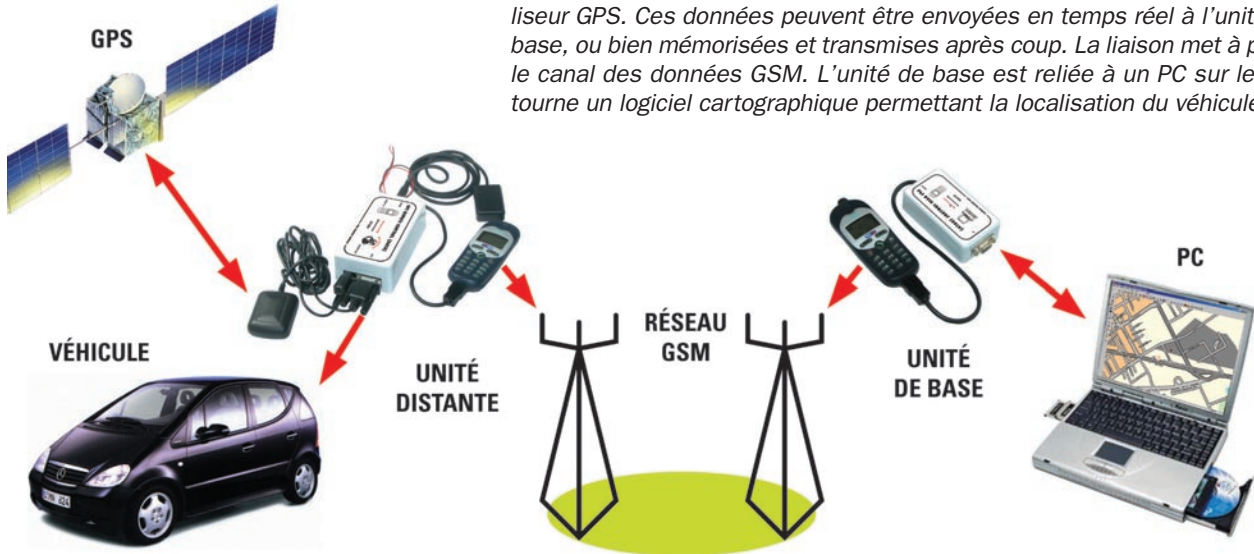 liseur GPS. Ces données peuvent être envoyées en temps réel à l'unit
base, ou bien mémorisées et transmises après coup. La liaison met à p
le canal des données GSM. L'unité de base est reliée à un PC sur le
tourne un logiciel cartographique permettant la localisation du véhicule
GPS
PC
VÉHICULE
UNITÉ
DISTANTE
RÉSEAU
GSM
UNITÉ
DE BASE